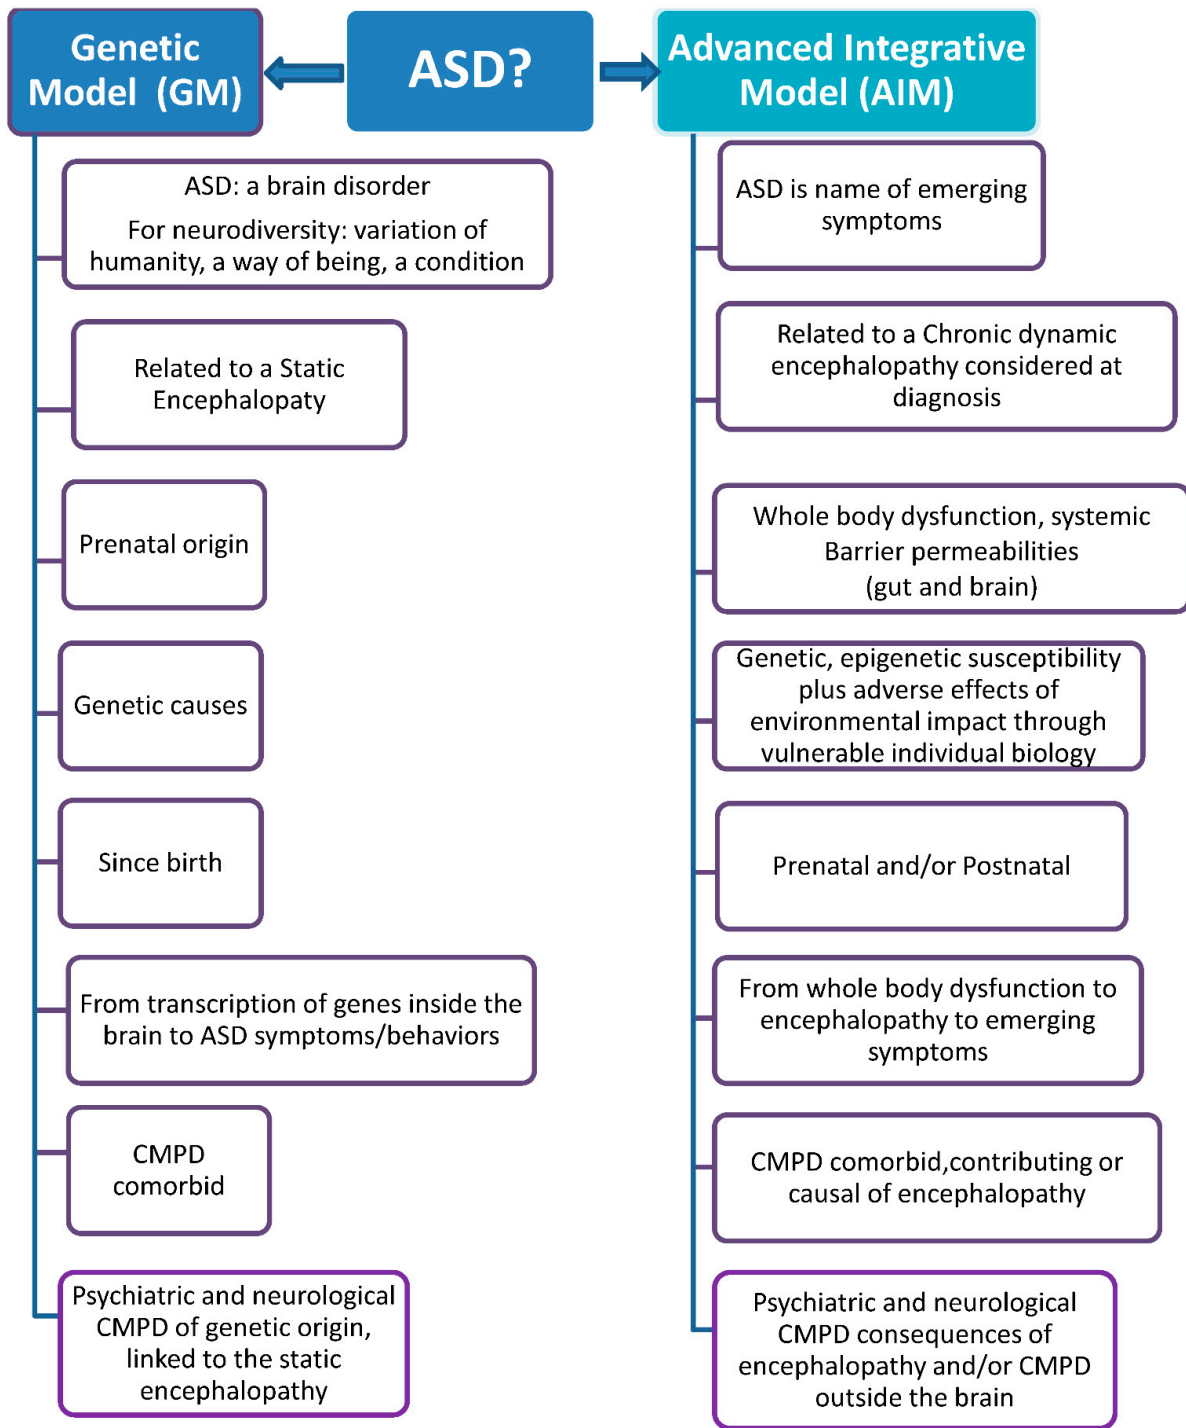 Genetic
Model (GM)
ASD?
Advanced Integrative
Model (AIM)
ASD: a brain disorder
For neurodiversity: variation of
humanity, a way of being, a condition
Related to a Static
Encephalopaty
Prenatal origin
Genetic causes
Since birth
From transcription of genes inside the
brain to ASD symptoms/behaviors
CMPD
comorbid
Psychiatric and neurological
CMPD of genetic origin,
linked to the static
encephalopathy
ASD is name of emerging
symptoms
Related to a Chronic dynamic
encephalopathy considered at
diagnosis
Whole body dysfunction, systemic
Barrier permeabilities
(gut and brain)
Genetic, epigenetic susceptibility
plus adverse effects of
environmental impact through
vulnerable individual biology
Prenatal and/or Postnatal
From whole body dysfunction to
encephalopathy to emerging
symptoms
CMPD comorbid,contributing or
causal of encephalopathy
Psychiatric and neurological
CMPD consequences of
encephalopathy and/or CMPD
outside the brain